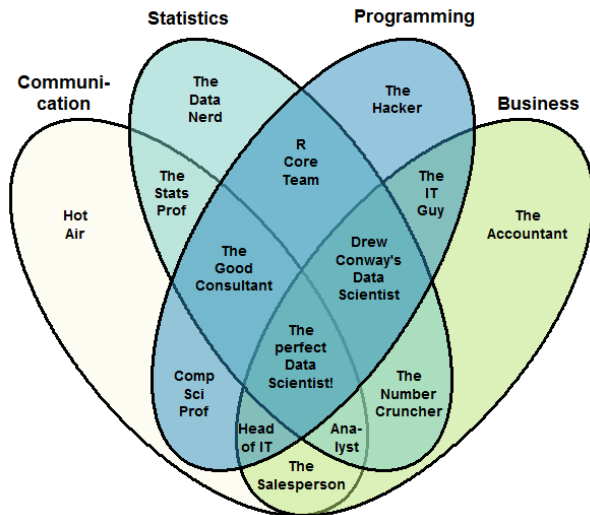 Statistics
Programming
Communi-
cation
Business
The
Data
Nerd
The
Hacker
R
Core
Team
The
Stats
Prof
The
IT
Guy
Hot
Air
The
Accountant
The
Good
Consultant
Drew
Conway's
Data
Scientist
The
perfect
Data
Scientist!
Comp
Sci
Prof
The
Number
Cruncher
Head
of IT
Ana-
lyst
The
Salesperson